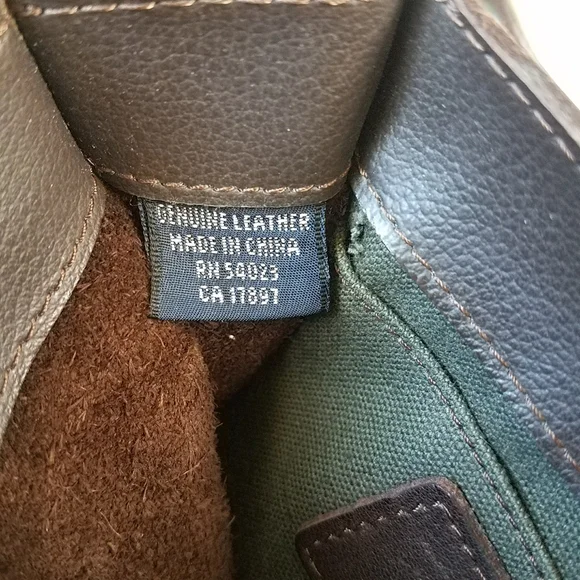 GENUINE LEATHER
MADE IN CHINA
RN 54023
CA 17897